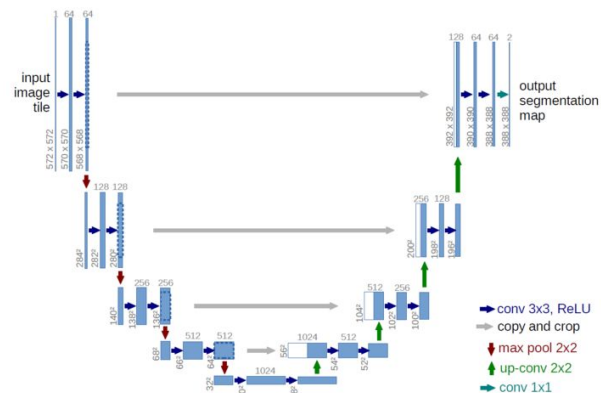 1 64 64
128 64 64 2
input
image
tile
output
segmentation
map
572 x 572
570 x 570
568 x 568
392 x 392
390 x 390
388 x 388
388 x 388
128 128
256 128
284²
282²
280²
200²
198²
196²
256 256
512 256
140²
138²
136²
104²
102²
100²
512 512
1024 512
68²
66²
64²
56²
54²
52²
1024
32²
conv 3x3, ReLU
copy and crop
max pool 2x2
up-conv 2x2
conv 1x1